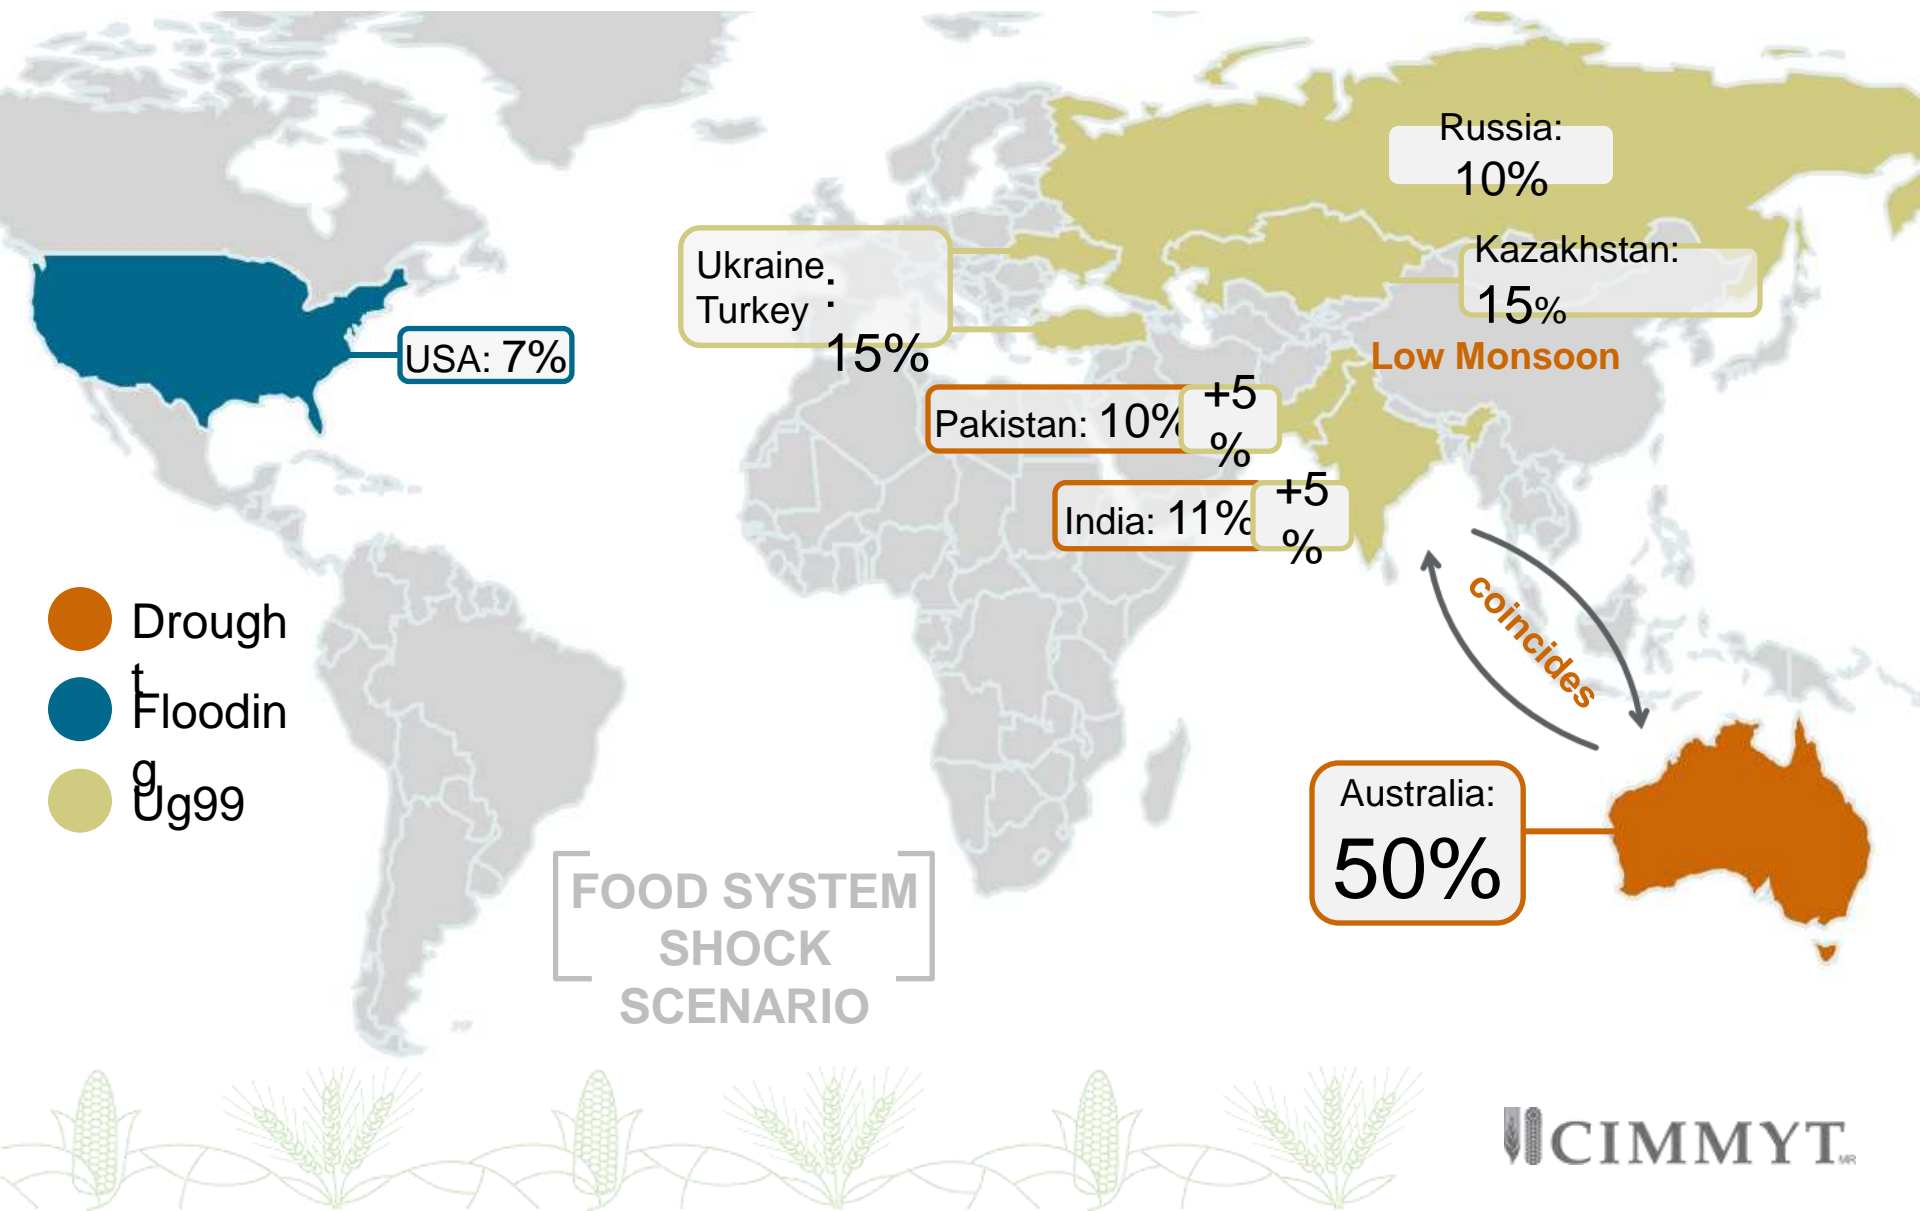 Russia:
10%
Kazakhstan:
15%
Ukraine:
Turkey :
15%
USA: 7%
Low Monsoon
Pakistan: 10% +5
%
India: 11% +5
%
coincides
Drough
t
Floodin
g
Ug99
Australia:
50%
FOOD SYSTEM
SHOCK
SCENARIO
CIMMYT